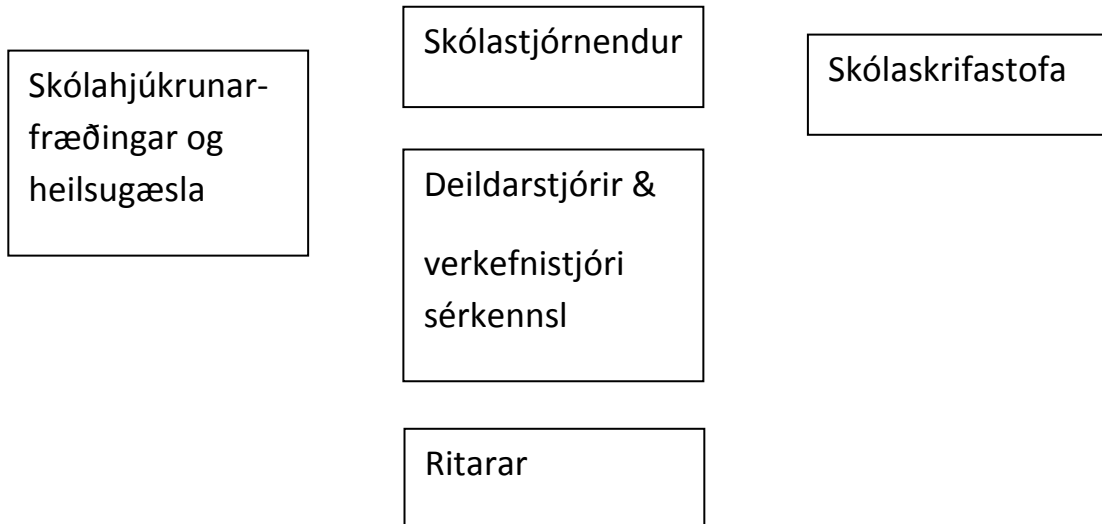 Skólahjúkrunar-
fræðingar og
heilsugæsla
Skólastjórnendur
Deildarstjórir &
verkefnistjóri
sérkennsl
Ritarar
Skólaskrifastofa